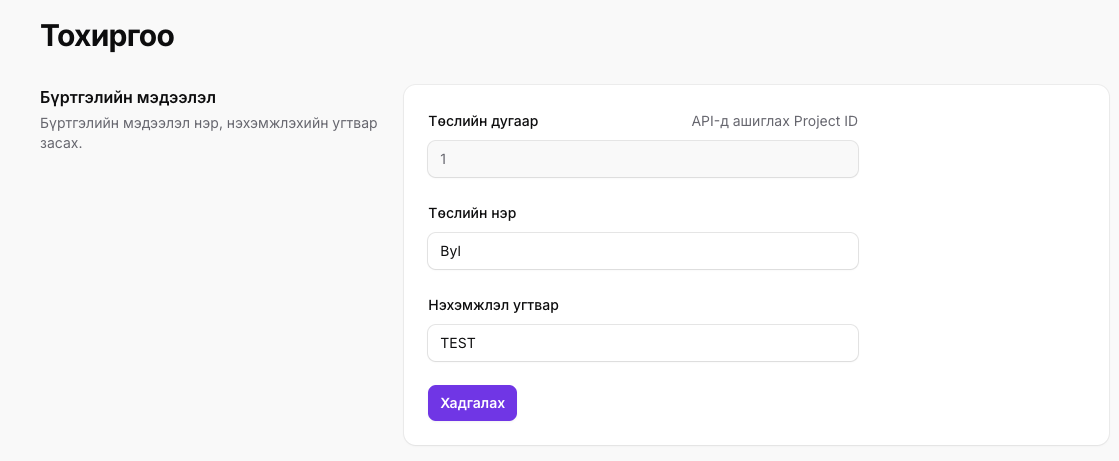 Тохиргоо
Бүртгэлийн мэдээлэл
Бүртгэлийн мэдээлэл нэр, нэхэмжлэхийн угтвар
засах.
Төслийн дугаар
API-д ашиглах Project ID
1
Төслийн нэр
Byl
Нэхэмжлэл угтвар
TEST
Хадгалах